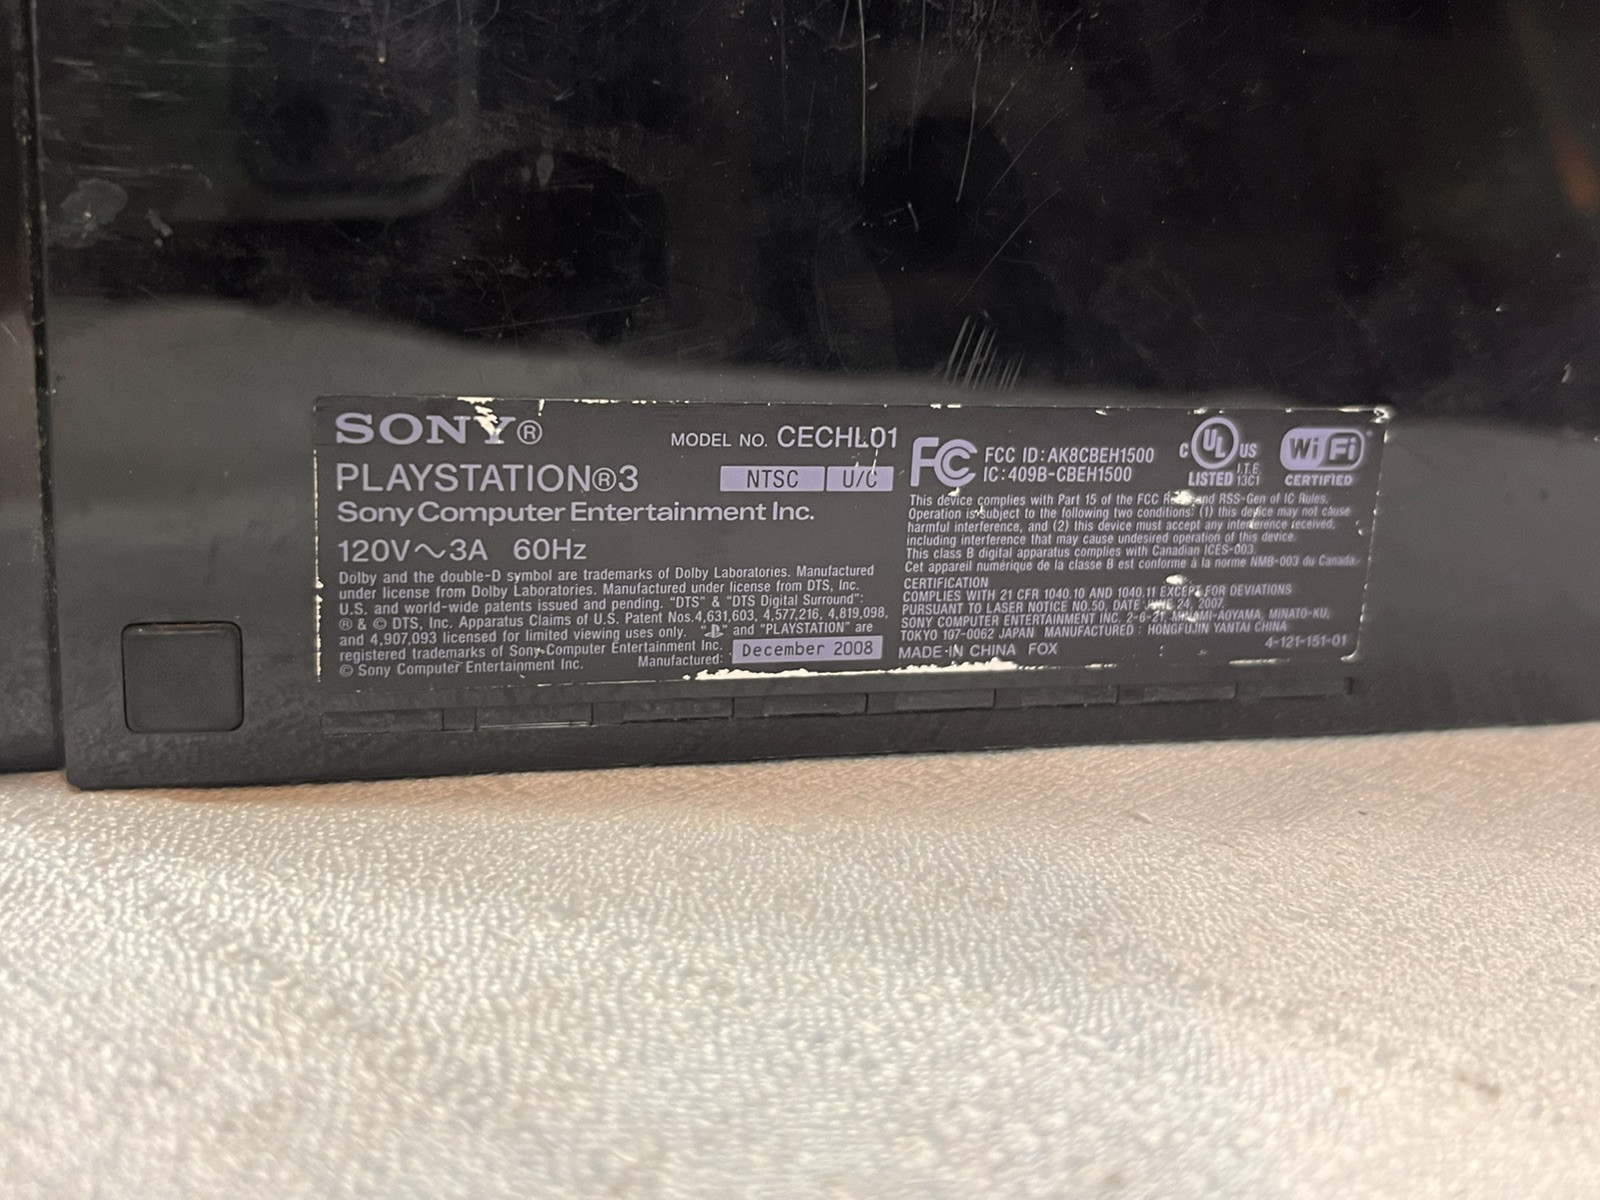 SONY®
MODEL NO. CECHL01
PLAYSTATION®3
NTSC U/C
Sony Computer Entertainment Inc.
120V～3A 60Hz
Dolby and the double-D symbol are trademarks of Dolby Laboratories. Manufactured
under license from Dolby Laboratories. Manufactured under license from DTS, Inc.
U.S. and world-wide patents issued and pending. "DTS" & "DTS Digital Surround":
® & © DTS, Inc. Apparatus Claims of U.S. Patent Nos.4,631,603, 4,577,216, 4,819,098,
and 4,907,093 licensed for limited viewing uses only. and "PLAYSTATION" are
registered trademarks of Sony Computer Entertainment Inc.
© Sony Computer Entertainment Inc. Manufactured: December 2008
FC FCC ID: AK8CBEH1500
IC: 409B-CBEH1500
C UL US
LISTED I.T.E. 13C1
Wi Fi
CERTIFIED
This device complies with Part 15 of the FCC and RSS-Gen of IC Rules.
Operation is subject to the following two conditions: (1) this device may not cause
harmful interference, and (2) this device must accept any interference received,
including interference that may cause undesired operation of this device.
This class B digital apparatus complies with Canadian ICES-003.
Cet appareil numérique de la classe B est conforme à la norme NMB-003 du Canada.
CERTIFICATION
COMPLIES WITH 21 CFR 1040.10 AND 1040.11 EXCEPT FOR DEVIATIONS
PURSUANT TO LASER NOTICE NO.50, DATE JUNE 24, 2007.
SONY COMPUTER ENTERTAINMENT INC. 2-6-21, MINAMI-AOYAMA, MINATO-KU,
TOKYO 107-0062 JAPAN MANUFACTURED : HONGFUJIN YANTAI CHINA
MADE IN CHINA FOX
4-121-151-01